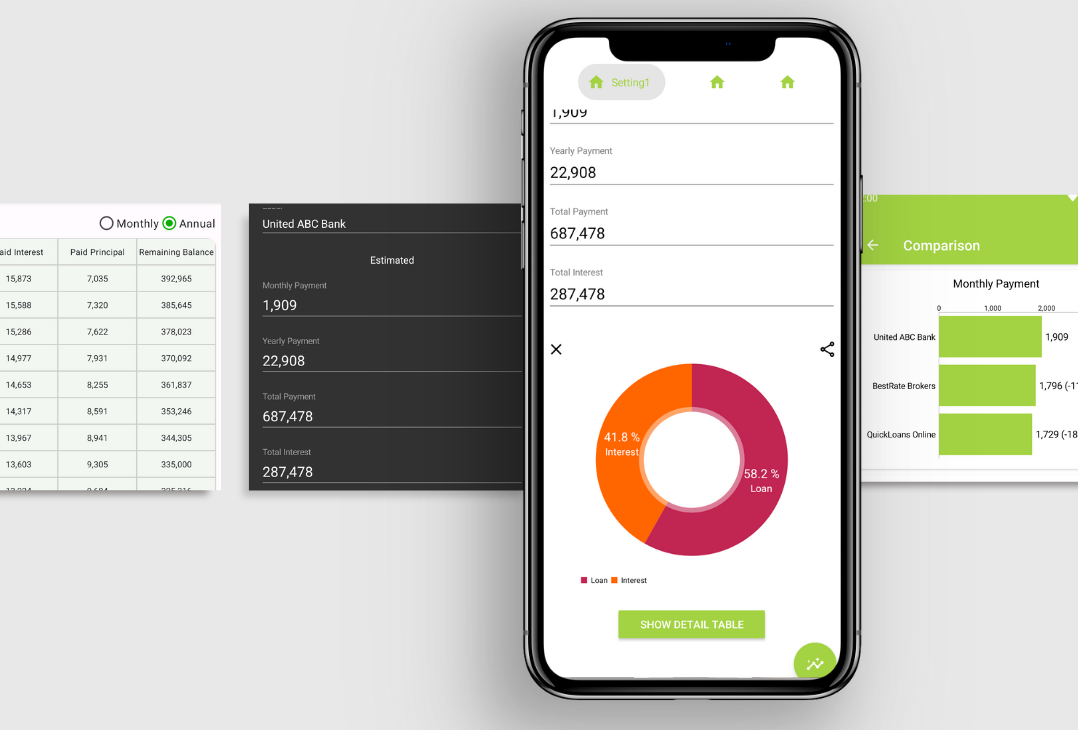 Monthly Annual
aid Interest Paid Principal Remaining Balance
15,873 7,035 392,965
15,588 7,320 385,645
15,286 7,622 378,023
14,977 7,931 370,092
14,653 8,255 361,837
14,317 8,591 353,246
13,967 8,941 344,305
13,603 9,305 335,000
United ABC Bank
Estimated
Monthly Payment
1,909
Yearly Payment
22,908
Total Payment
687,478
Total Interest
287,478
Setting1
1,909
Yearly Payment
22,908
Total Payment
687,478
Total Interest
287,478
41.8 %
Interest
58.2 %
Loan
Loan Interest
SHOW DETAIL TABLE
:00
Comparison
Monthly Payment
0 1,000 2,000
United ABC Bank 1,909
BestRate Brokers 1,796 (-11
QuickLoans Online 1,729 (-18